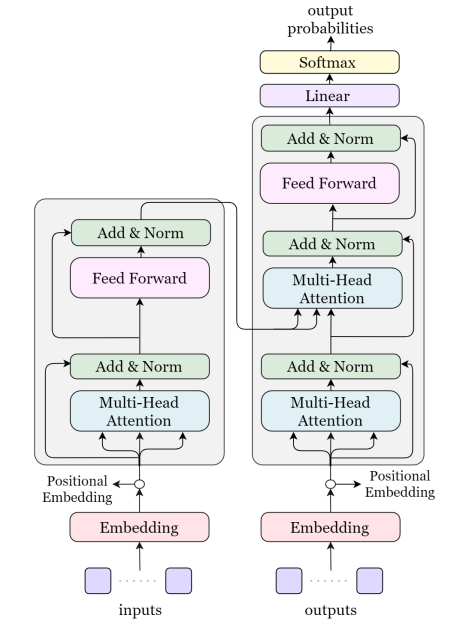 output
probabilities
Softmax
Linear
Add & Norm
Feed Forward
Add & Norm
Multi-Head
Attention
Add & Norm
Multi-Head
Attention
Positional
Embedding
Embedding
outputs
Add & Norm
Feed Forward
Add & Norm
Multi-Head
Attention
Positional
Embedding
Embedding
inputs